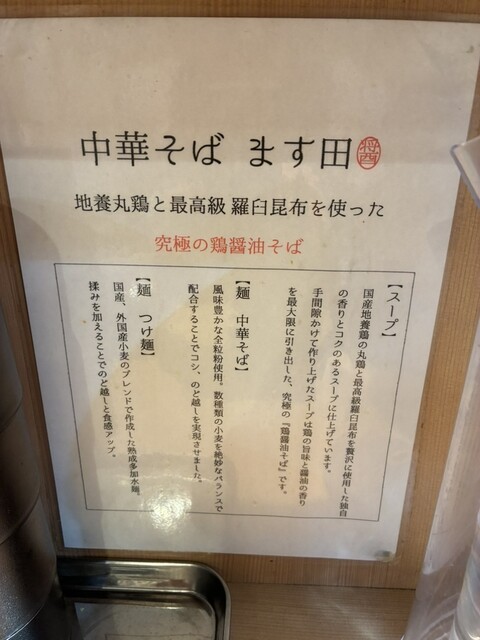 中華そば ます田
地養丸鶏と最高級 羅臼昆布を使った
究極の鶏醤油そば
【スープ】
国産地養鶏の丸鶏と最高級羅臼昆布を贅沢に使用した独自
の香りとコクのあるスープに仕上げています。
手間隙かけて作り上げたスープは鶏の旨味と醤油の香り
を最大限に引き出した、究極の『鶏醤油そば』です。
【麺 中華そば】
風味豊かな全粒粉使用。数種類の小麦を絶妙なバランスで
配合することでコシ、のど越しを実現させました。
【麺 つけ麺】
国産、外国産小麦のブレンドで作成した熟成多加水麺。
揉みを加えることでのど越しと食感アップ。